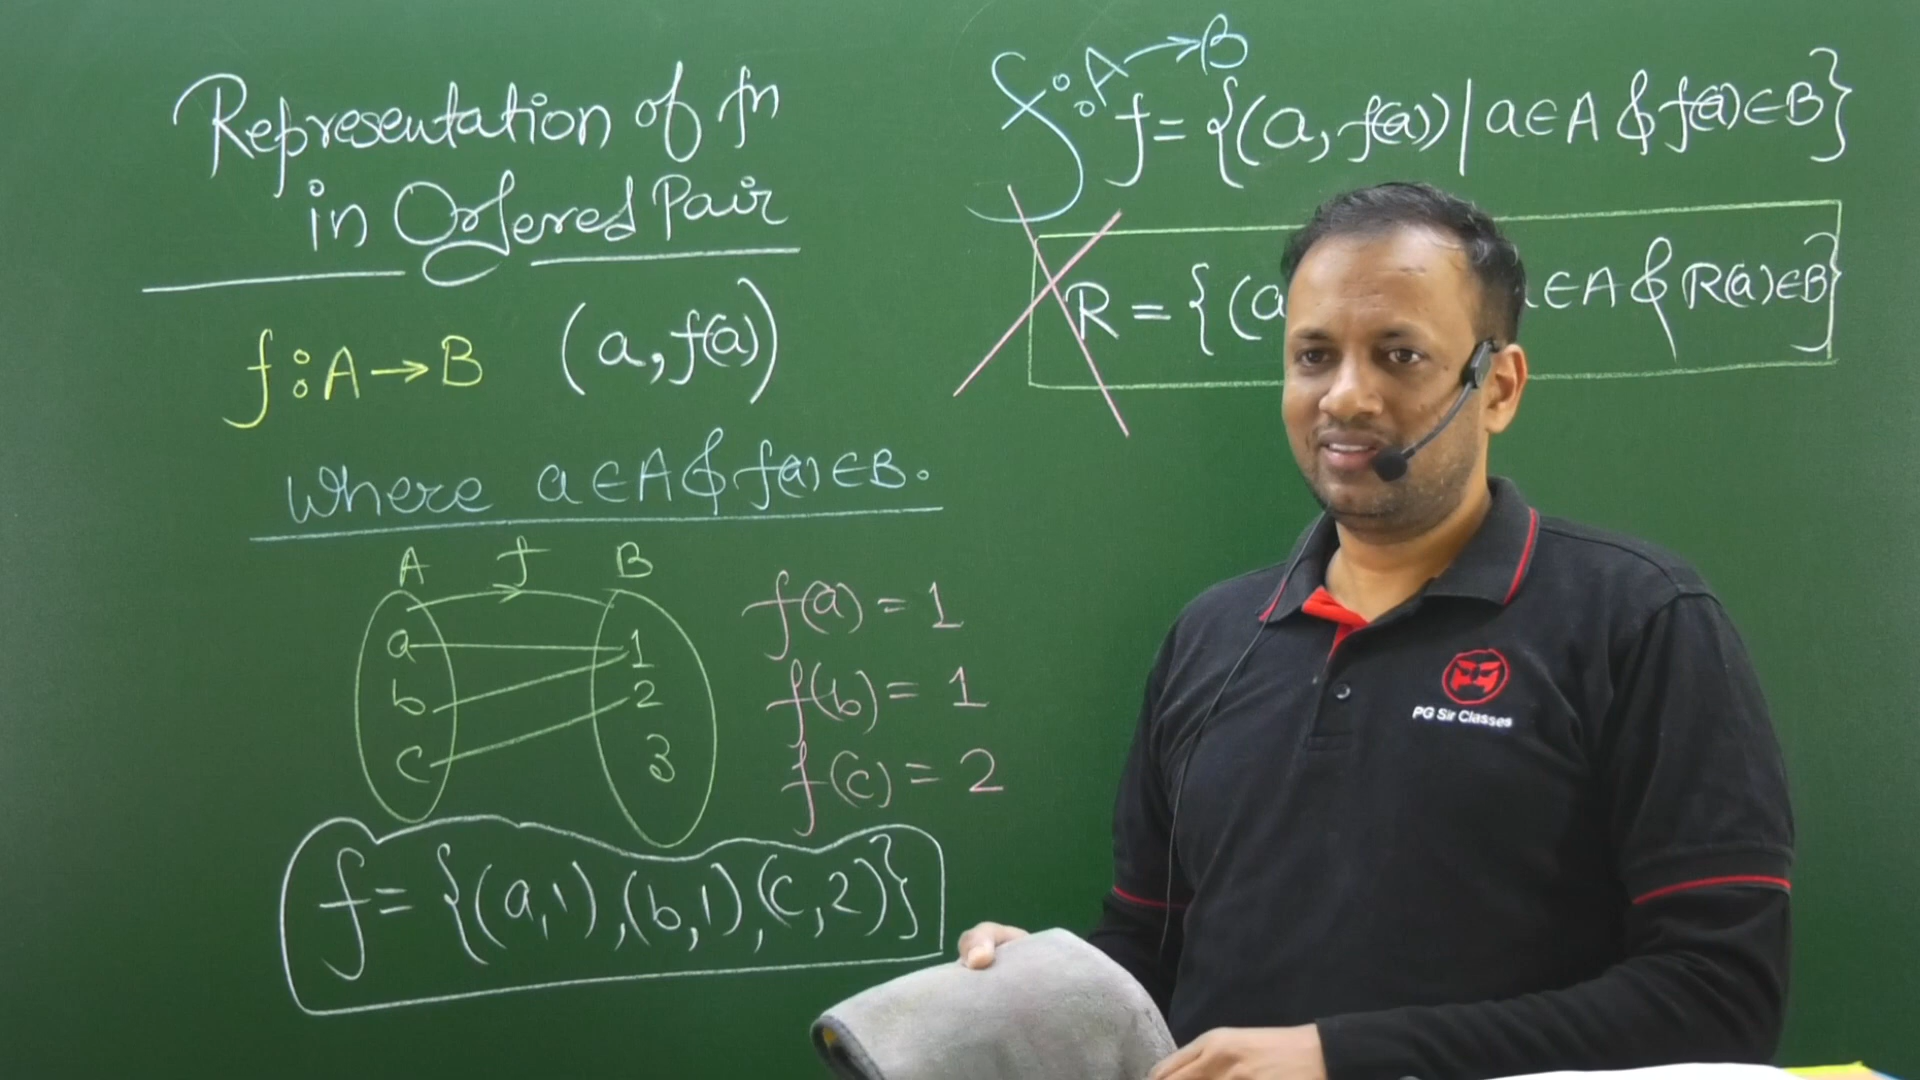 Representation of fn
in Ordered Pair
f : A → B (a, f(a))
where a ∈ A & f(a) ∈ B.
A f B
a 1
b 2
c 3
f(a) = 1
f(b) = 1
f(c) = 2
f = {(a,1),(b,1),(c,2)}
f : A → B
f = {(a, f(a)) | a ∈ A & f(a) ∈ B}
R = {(a a ∈ A & R(a) ∈ B}
PG Sir Classes